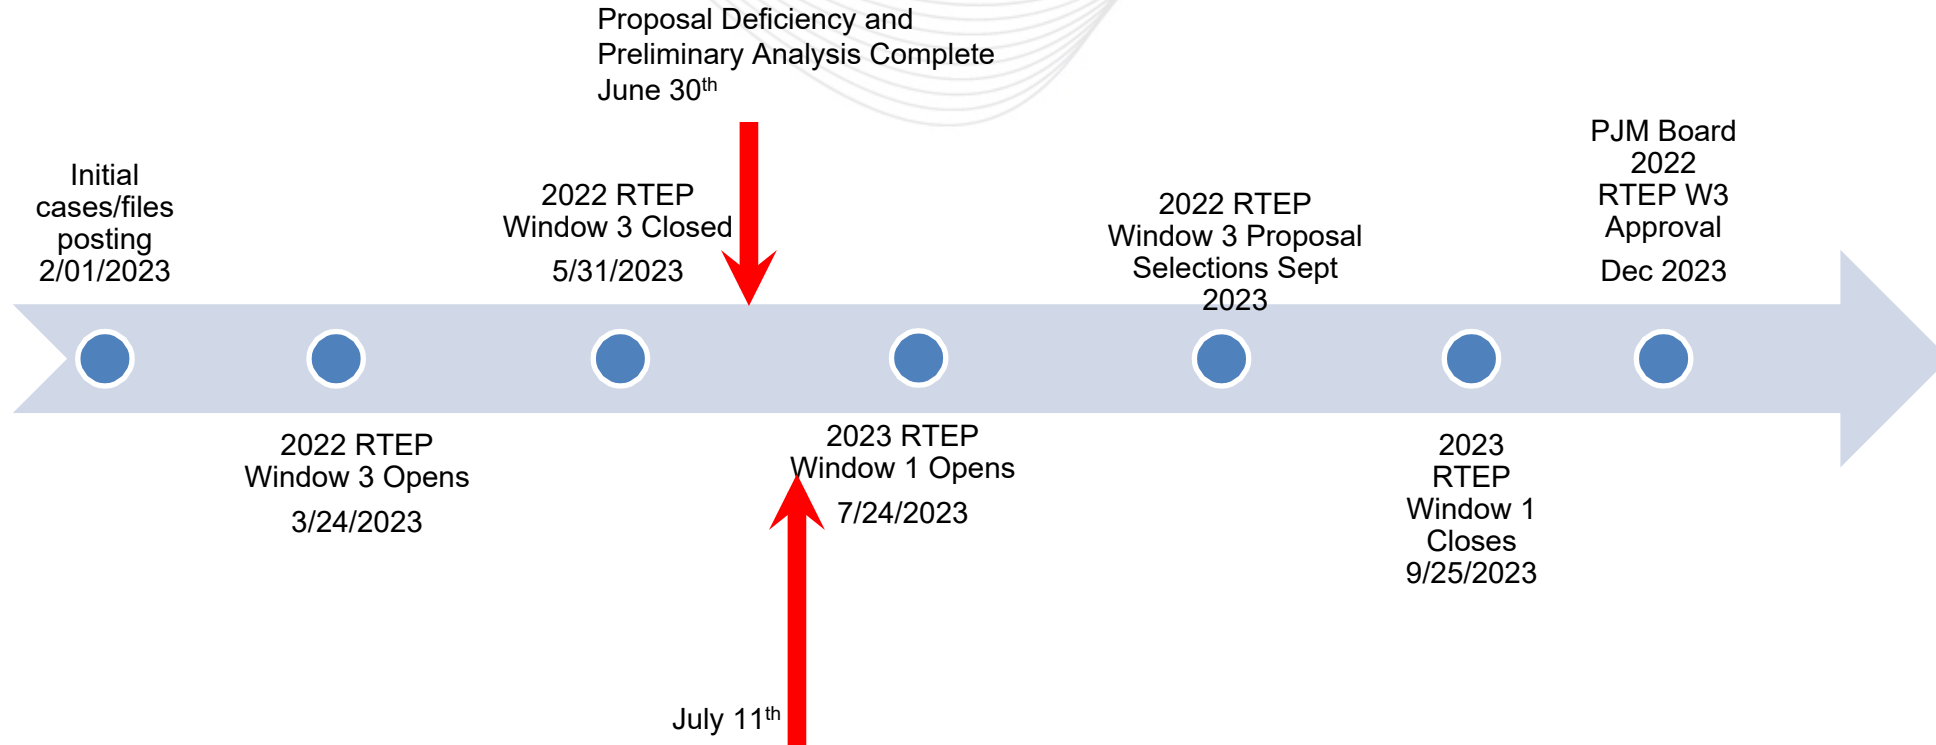 Proposal Deficiency and
Preliminary Analysis Complete
June 30th
Initial
cases/files
posting
2/01/2023
2022 RTEP
Window 3 Closed
5/31/2023
2022 RTEP
Window 3 Proposal
Selections Sept
2023
PJM Board
2022
RTEP W3
Approval
Dec 2023
2022 RTEP
Window 3 Opens
3/24/2023
2023 RTEP
Window 1 Opens
7/24/2023
2023
RTEP
Window 1
Closes
9/25/2023
July 11th